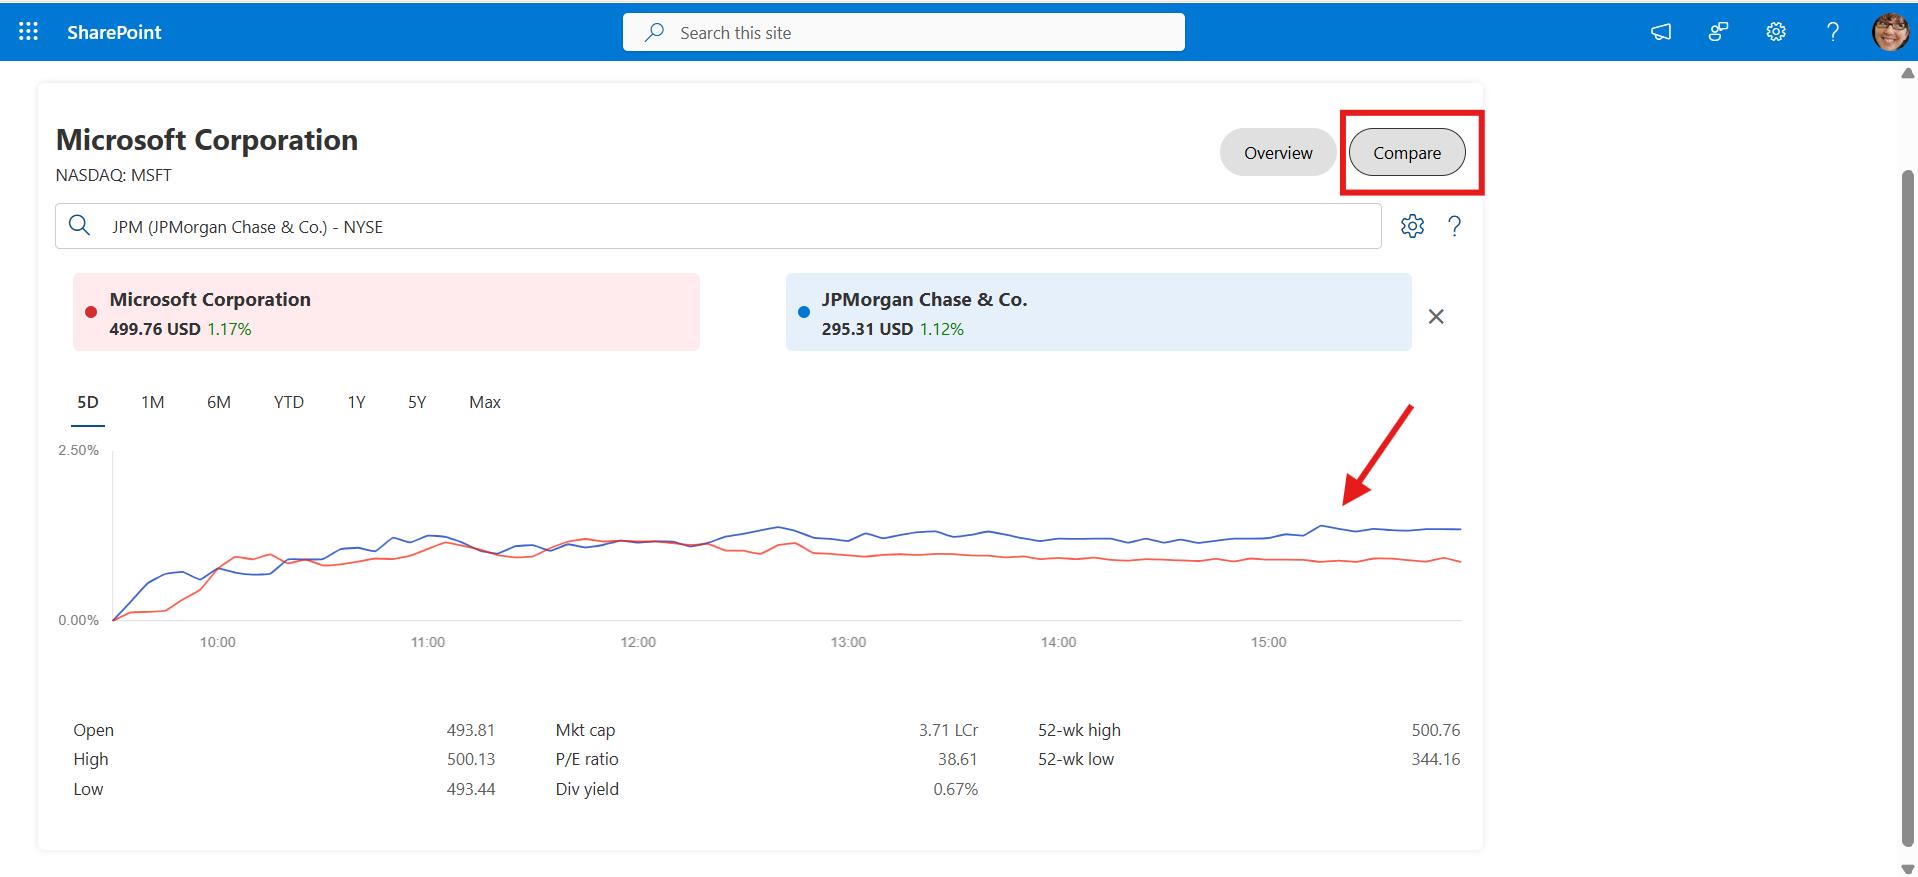 SharePoint
Search this site
Microsoft Corporation
NASDAQ: MSFT
Overview
Compare
JPM (JPMorgan Chase & Co.) - NYSE
Microsoft Corporation
499.76 USD 1.17%
JPMorgan Chase & Co.
295.31 USD 1.12%
5D 1M 6M YTD 1Y 5Y Max
2.50%
0.00%
10:00 11:00 12:00 13:00 14:00 15:00
Open 493.81 Mkt cap 3.71 LCr 52-wk high 500.76
High 500.13 P/E ratio 38.61 52-wk low 344.16
Low 493.44 Div yield 0.67%